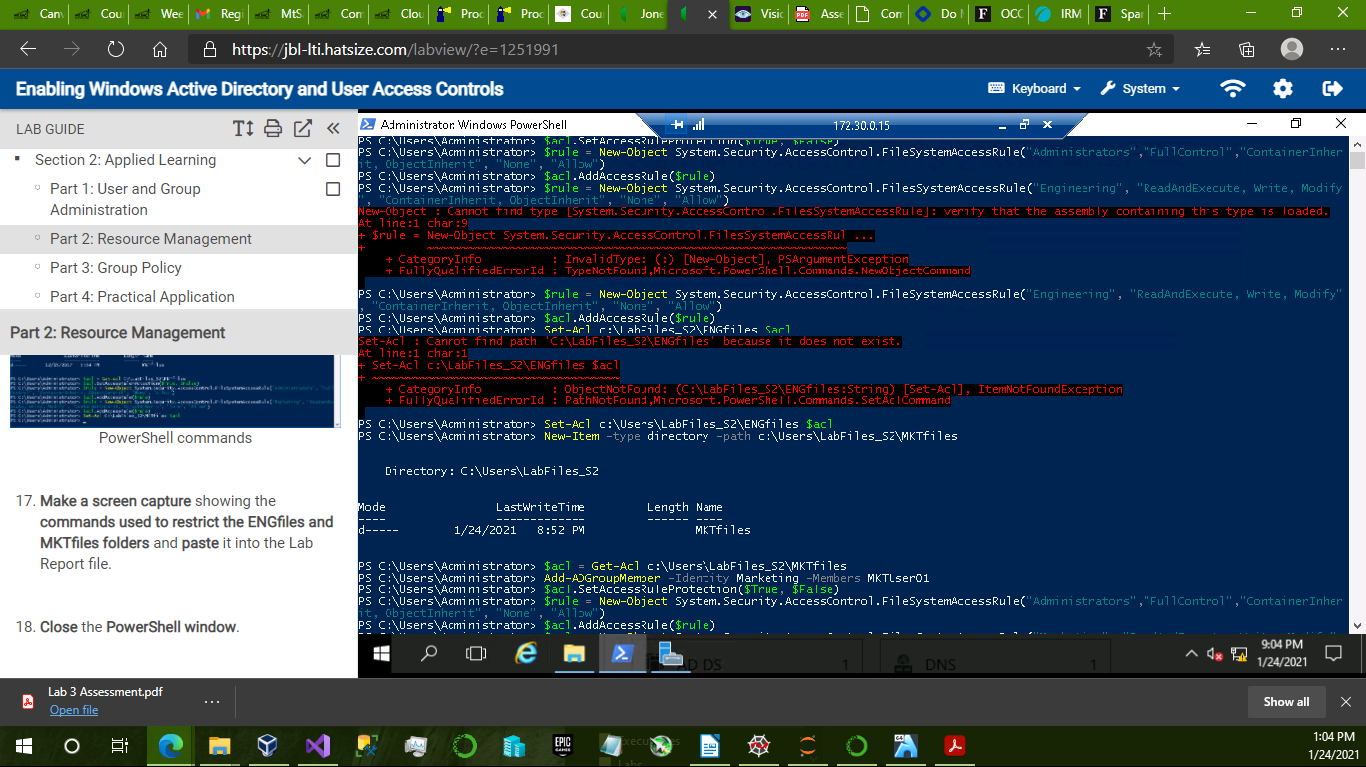 Can
Cou
Wee
Regi
MtS
Con
Clou
Proc
Proc
Cou
Jone
Visic
Asse
Con
Do N
OCC
IRM
Spar
https://jbl-lti.hatsize.com/labview/?e=1251991
Enabling Windows Active Directory and User Access Controls
Keyboard
System
LAB GUIDE
Section 2: Applied Learning
Part 1: User and Group
Administration
Part 2: Resource Management
Part 3: Group Policy
Part 4: Practical Application
Part 2: Resource Management
PowerShell commands
17. Make a screen capture showing the
commands used to restrict the ENGfiles and
MKTfiles folders and paste it into the Lab
Report file.
18. Close the PowerShell window.
Administrator: Windows PowerShell
172.30.0.15
PS C:\Users\Administrator> $acl.SetAccessRuleProtection($True, $False)
PS C:\Users\Administrator> $rule = New-Object System.Security.AccessControl.FileSystemAccessRule("Administrators","FullControl","ContainerInher
it, ObjectInherit", "None", "Allow")
PS C:\Users\Administrator> $acl.AddAccessRule($rule)
PS C:\Users\Administrator> $rule = New-Object System.Security.AccessControl.FilesSystemAccessRule("Engineering", "ReadAndExecute, Write, Modify
", "ContainerInherit, ObjectInherit", "None", "Allow")
New-Object : Cannot find type [System.Security.AccessControl.FilesSystemAccessRule]: verify that the assembly containing this type is loaded.
At line:1 char:9
+ $rule = New-Object System.Security.AccessControl.FilesSystemAccessRul ...
+ ~~~~~~~~~~~~~~~~~~~~~~~~~~~~~~~~~~~~~~~~~~~~~~~~~~~~~~~~~~~~~
+ CategoryInfo : InvalidType: (:) [New-Object], PSArgumentException
+ FullyQualifiedErrorId : TypeNotFound,Microsoft.PowerShell.Commands.NewObjectCommand
PS C:\Users\Administrator> $rule = New-Object System.Security.AccessControl.FileSystemAccessRule("Engineering", "ReadAndExecute, Write, Modify"
, "ContainerInherit, ObjectInherit", "None", "Allow")
PS C:\Users\Administrator> $acl.AddAccessRule($rule)
PS C:\Users\Administrator> Set-Acl c:\LabFiles_S2\ENGfiles $acl
Set-Acl : Cannot find path 'C:\LabFiles_S2\ENGfiles' because it does not exist.
At line:1 char:1
+ Set-Acl c:\LabFiles_S2\ENGfiles $acl
+ ~~~~~~~~~~~~~~~~~~~~~~~~~~~~~~~~~~~~
+ CategoryInfo : ObjectNotFound: (C:\LabFiles_S2\ENGfiles:String) [Set-Acl], ItemNotFoundException
+ FullyQualifiedErrorId : PathNotFound,Microsoft.PowerShell.Commands.SetAclCommand
PS C:\Users\Administrator> Set-Acl c:\Users\LabFiles_S2\ENGfiles $acl
PS C:\Users\Administrator> New-Item -type directory -path c:\Users\LabFiles_S2\MKTfiles
Directory: C:\Users\LabFiles_S2
Mode LastWriteTime Length Name
---- ------------- ------ ----
d----- 1/24/2021 8:52 PM MKTfiles
PS C:\Users\Administrator> $acl = Get-Acl c:\Users\LabFiles_S2\MKTfiles
PS C:\Users\Administrator> Add-ADGroupMember -Identity Marketing -Members MKTUser01
PS C:\Users\Administrator> $acl.SetAccessRuleProtection($True, $False)
PS C:\Users\Administrator> $rule = New-Object System.Security.AccessControl.FileSystemAccessRule("Administrators","FullControl","ContainerInher
it, ObjectInherit", "None", "Allow")
PS C:\Users\Administrator> $acl.AddAccessRule($rule)
AD DS
1
DNS
1
9:04 PM
1/24/2021
Lab 3 Assessment.pdf
Open file
Show all
EPIC
GAMES
1:04 PM
1/24/2021